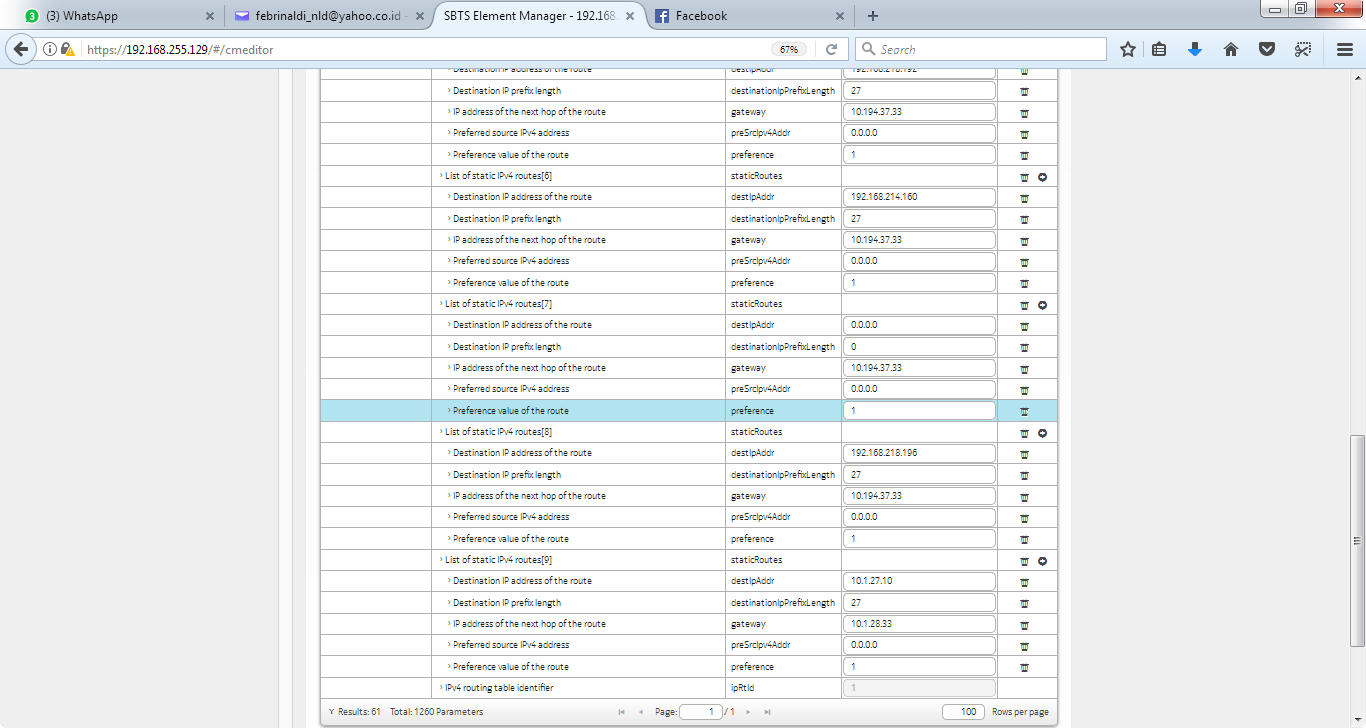 (3) WhatsApp
febrinaldi_nld@yahoo.co.id -
SBTS Element Manager - 192.168.
Facebook
https://192.168.255.129/#/cmeditor
67%
Search
Destination IP address of the route destIpAddr 192.168.218.192
Destination IP prefix length destinationIpPrefixLength 27
IP address of the next hop of the route gateway 10.194.37.33
Preferred source IPv4 address preSrcIpv4Addr 0.0.0.0
Preference value of the route preference 1
List of static IPv4 routes[6] staticRoutes
Destination IP address of the route destIpAddr 192.168.214.160
Destination IP prefix length destinationIpPrefixLength 27
IP address of the next hop of the route gateway 10.194.37.33
Preferred source IPv4 address preSrcIpv4Addr 0.0.0.0
Preference value of the route preference 1
List of static IPv4 routes[7] staticRoutes
Destination IP address of the route destIpAddr 0.0.0.0
Destination IP prefix length destinationIpPrefixLength 0
IP address of the next hop of the route gateway 10.194.37.33
Preferred source IPv4 address preSrcIpv4Addr 0.0.0.0
Preference value of the route preference 1
List of static IPv4 routes[8] staticRoutes
Destination IP address of the route destIpAddr 192.168.218.196
Destination IP prefix length destinationIpPrefixLength 27
IP address of the next hop of the route gateway 10.194.37.33
Preferred source IPv4 address preSrcIpv4Addr 0.0.0.0
Preference value of the route preference 1
List of static IPv4 routes[9] staticRoutes
Destination IP address of the route destIpAddr 10.1.27.10
Destination IP prefix length destinationIpPrefixLength 27
IP address of the next hop of the route gateway 10.1.28.33
Preferred source IPv4 address preSrcIpv4Addr 0.0.0.0
Preference value of the route preference 1
IPv4 routing table identifier ipRtId 1
Results: 61 Total: 1260 Parameters Page: 1 / 1 100 Rows per page